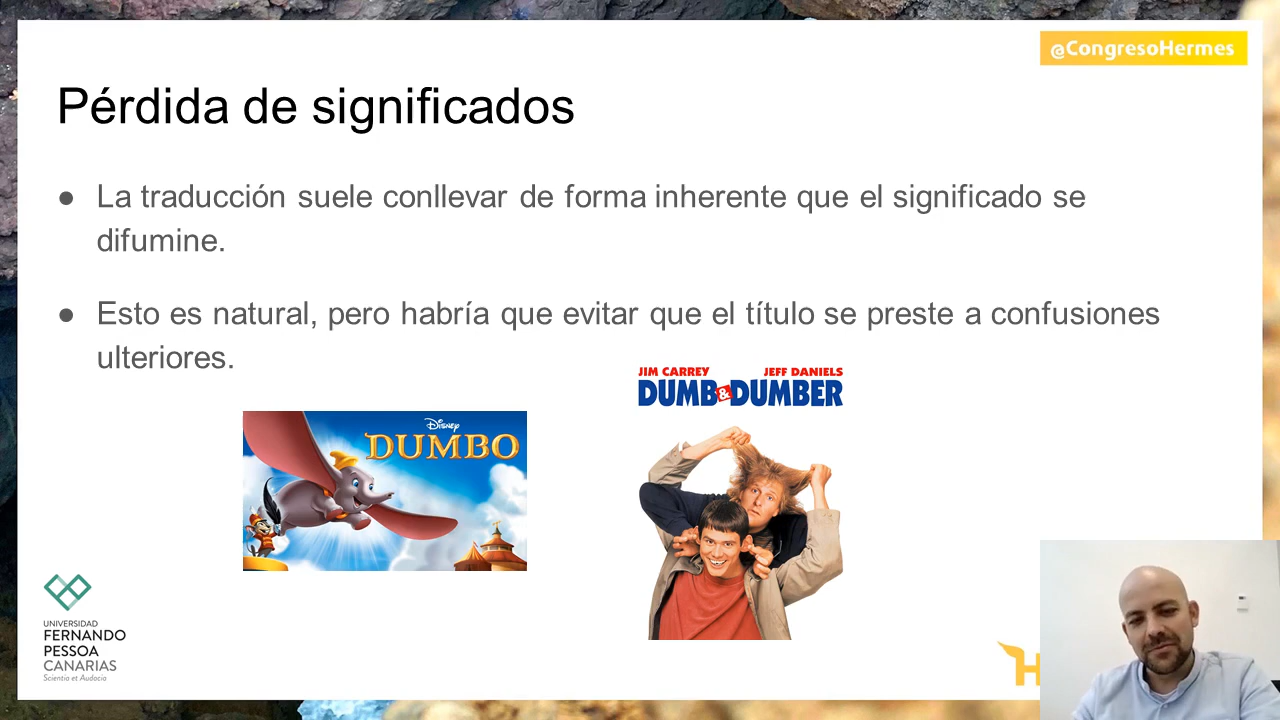 @CongresoHermes
Pérdida de significados
● La traducción suele conllevar de forma inherente que el significado se
difumine.
● Esto es natural, pero habría que evitar que el título se preste a confusiones
ulteriores.
JIM CARREY JEFF DANIELS
DUMB & DUMBER
Disney
DUMBO
UNIVERSIDAD
FERNANDO
PESSOA
CANARIAS
Scientia et Audacia
H